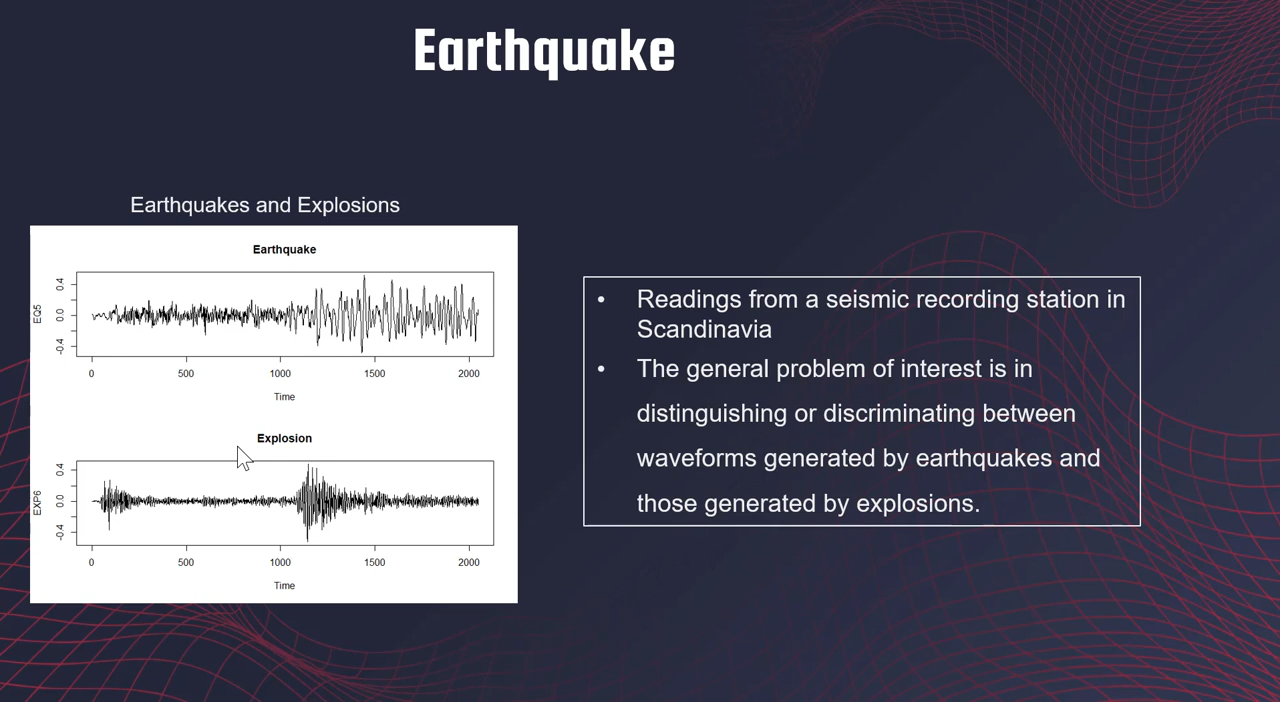 Earthquake
Earthquakes and Explosions
Earthquake
EQ5
0.4
0.0
-0.4
0 500 1000 1500 2000
Time
Explosion
EXP6
0.4
0.0
-0.4
0 500 1000 1500 2000
Time
• Readings from a seismic recording station in
Scandinavia
• The general problem of interest is in
distinguishing or discriminating between
waveforms generated by earthquakes and
those generated by explosions.